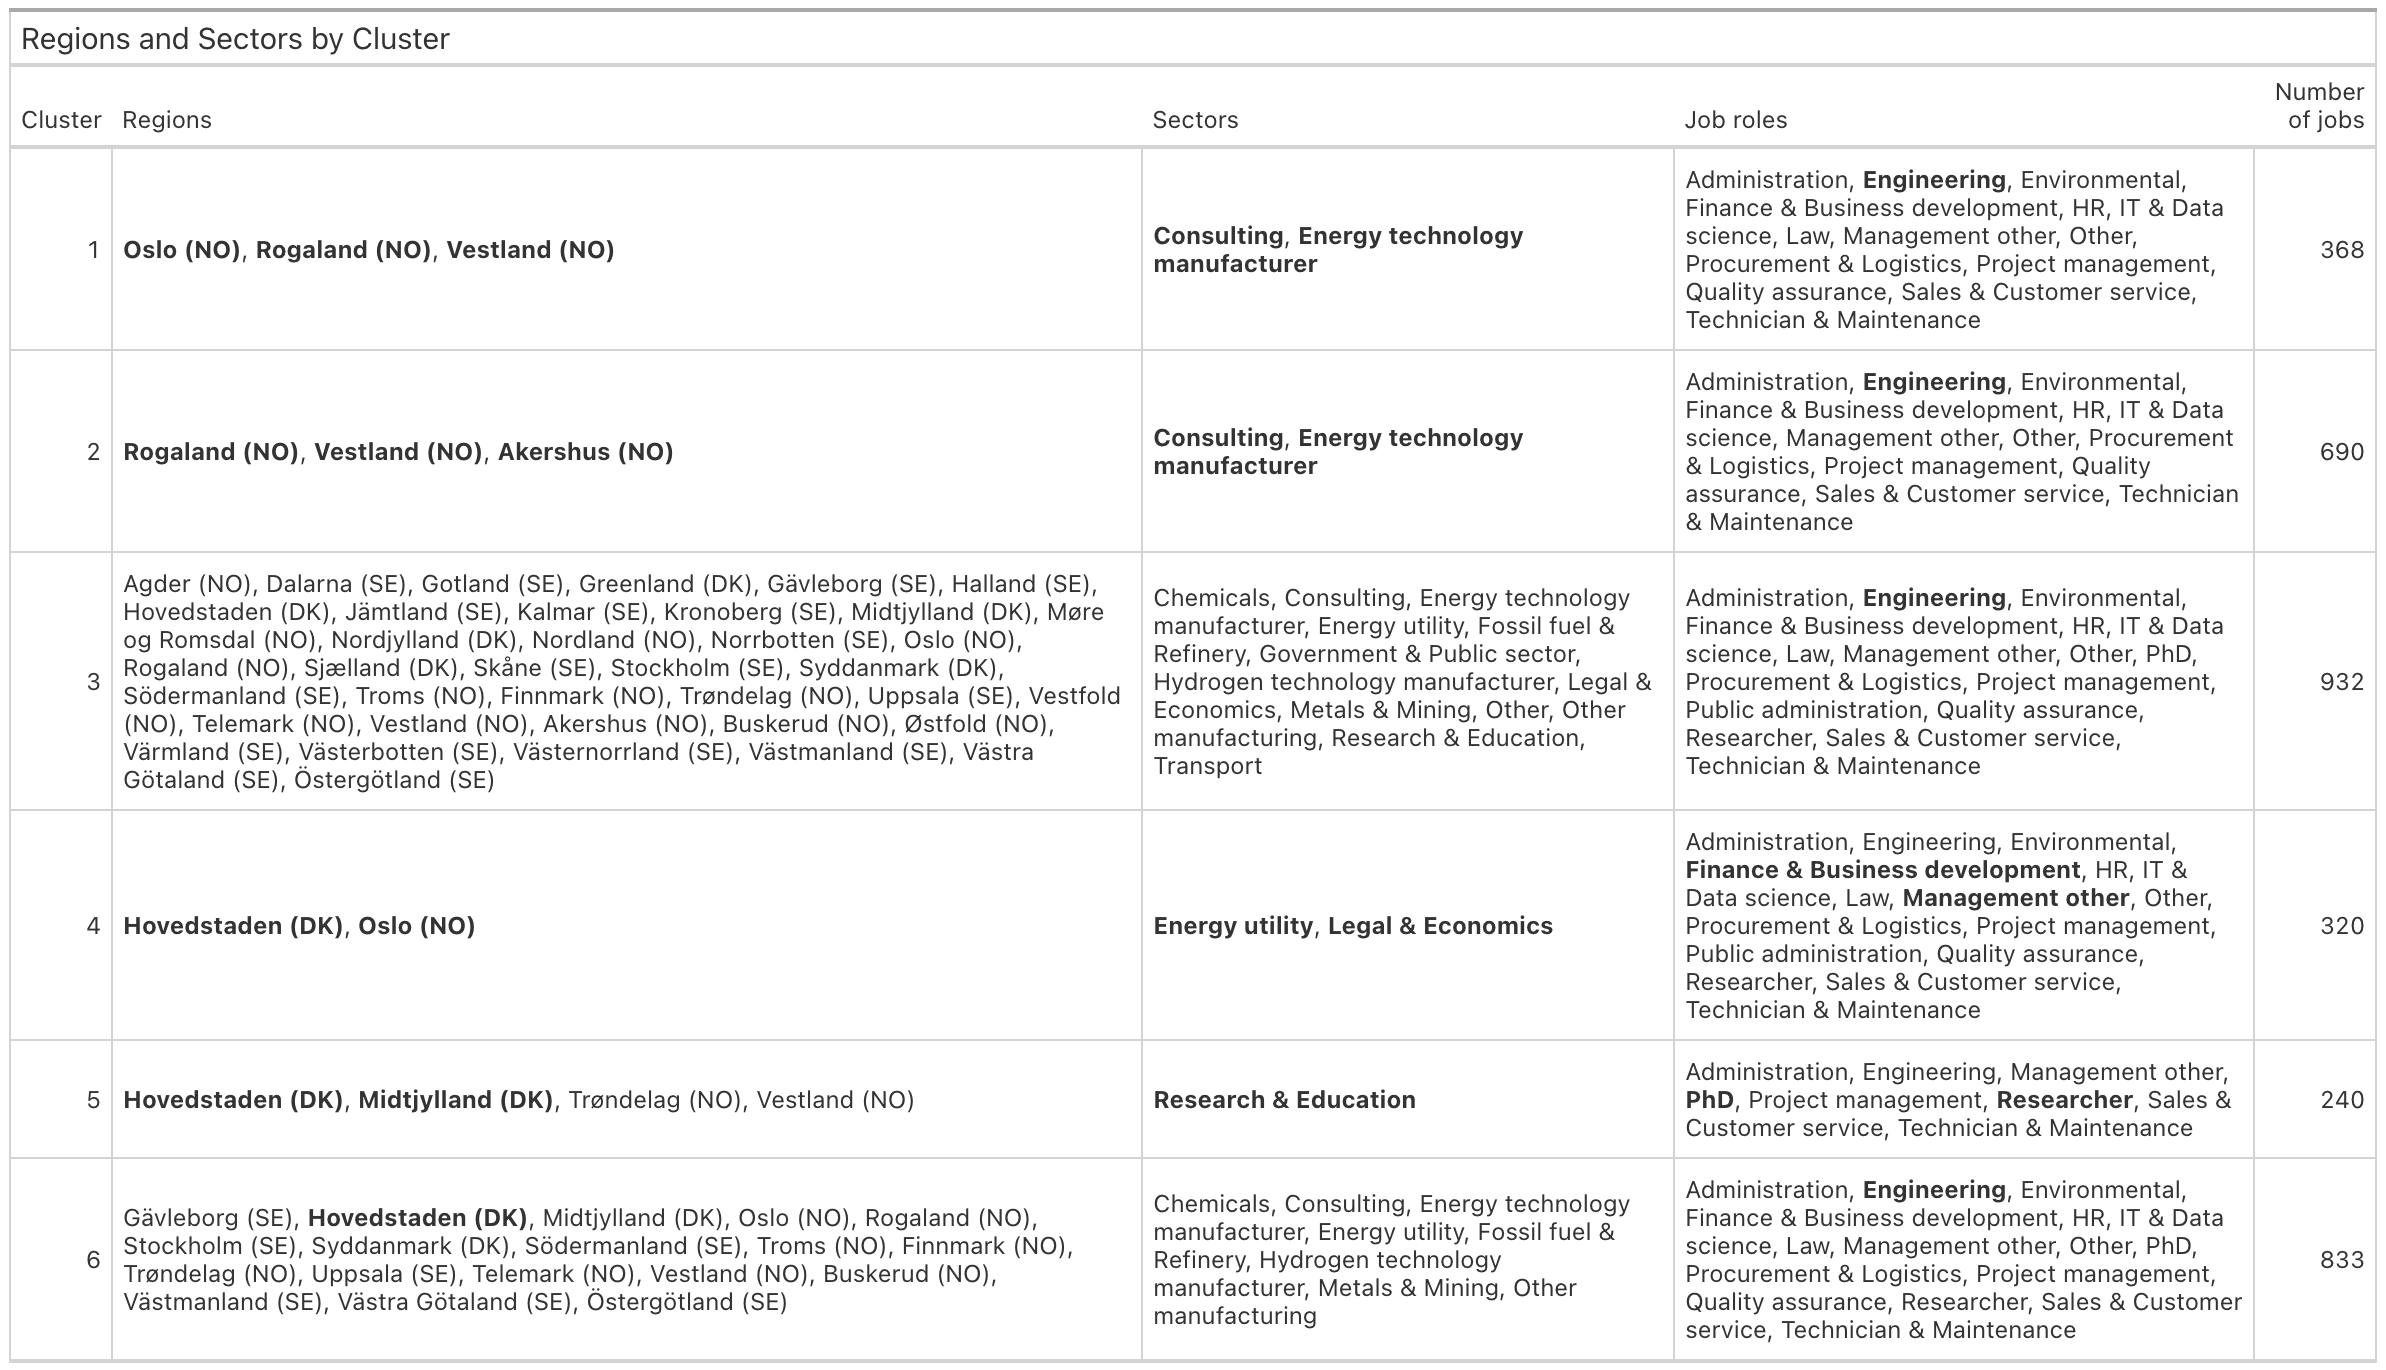 Regions and Sectors by Cluster
Cluster Regions Sectors Job roles Number of jobs
1
Oslo (NO), Rogaland (NO), Vestland (NO)
Consulting, Energy technology
manufacturer
Administration, Engineering, Environmental,
Finance & Business development, HR, IT & Data
science, Law, Management other, Other,
Procurement & Logistics, Project management,
Quality assurance, Sales & Customer service,
Technician & Maintenance
368
2
Rogaland (NO), Vestland (NO), Akershus (NO)
Consulting, Energy technology
manufacturer
Administration, Engineering, Environmental,
Finance & Business development, HR, IT & Data
science, Management other, Other, Procurement
& Logistics, Project management, Quality
assurance, Sales & Customer service, Technician
& Maintenance
690
3
Agder (NO), Dalarna (SE), Gotland (SE), Greenland (DK), Gävleborg (SE), Halland (SE),
Hovedstaden (DK), Jämtland (SE), Kalmar (SE), Kronoberg (SE), Midtjylland (DK), Møre
og Romsdal (NO), Nordjylland (DK), Nordland (NO), Norrbotten (SE), Oslo (NO),
Rogaland (NO), Sjælland (DK), Skåne (SE), Stockholm (SE), Syddanmark (DK),
Södermanland (SE), Troms (NO), Finnmark (NO), Trøndelag (NO), Uppsala (SE), Vestfold
(NO), Telemark (NO), Vestland (NO), Akershus (NO), Buskerud (NO), Østfold (NO),
Värmland (SE), Västerbotten (SE), Västernorrland (SE), Västmanland (SE), Västra
Götaland (SE), Östergötland (SE)
Chemicals, Consulting, Energy technology
manufacturer, Energy utility, Fossil fuel &
Refinery, Government & Public sector,
Hydrogen technology manufacturer, Legal &
Economics, Metals & Mining, Other, Other
manufacturing, Research & Education,
Transport
Administration, Engineering, Environmental,
Finance & Business development, HR, IT & Data
science, Law, Management other, Other, PhD,
Procurement & Logistics, Project management,
Public administration, Quality assurance,
Researcher, Sales & Customer service,
Technician & Maintenance
932
4
Hovedstaden (DK), Oslo (NO)
Energy utility, Legal & Economics
Administration, Engineering, Environmental,
Finance & Business development, HR, IT &
Data science, Law, Management other, Other,
Procurement & Logistics, Project management,
Public administration, Quality assurance,
Researcher, Sales & Customer service,
Technician & Maintenance
320
5
Hovedstaden (DK), Midtjylland (DK), Trøndelag (NO), Vestland (NO)
Research & Education
Administration, Engineering, Management other,
PhD, Project management, Researcher, Sales &
Customer service, Technician & Maintenance
240
6
Gävleborg (SE), Hovedstaden (DK), Midtjylland (DK), Oslo (NO), Rogaland (NO),
Stockholm (SE), Syddanmark (DK), Södermanland (SE), Troms (NO), Finnmark (NO),
Trøndelag (NO), Uppsala (SE), Telemark (NO), Vestland (NO), Buskerud (NO),
Västmanland (SE), Västra Götaland (SE), Östergötland (SE)
Chemicals, Consulting, Energy technology
manufacturer, Energy utility, Fossil fuel &
Refinery, Hydrogen technology
manufacturer, Metals & Mining, Other
manufacturing
Administration, Engineering, Environmental,
Finance & Business development, HR, IT & Data
science, Law, Management other, Other, PhD,
Procurement & Logistics, Project management,
Quality assurance, Researcher, Sales & Customer
service, Technician & Maintenance
833